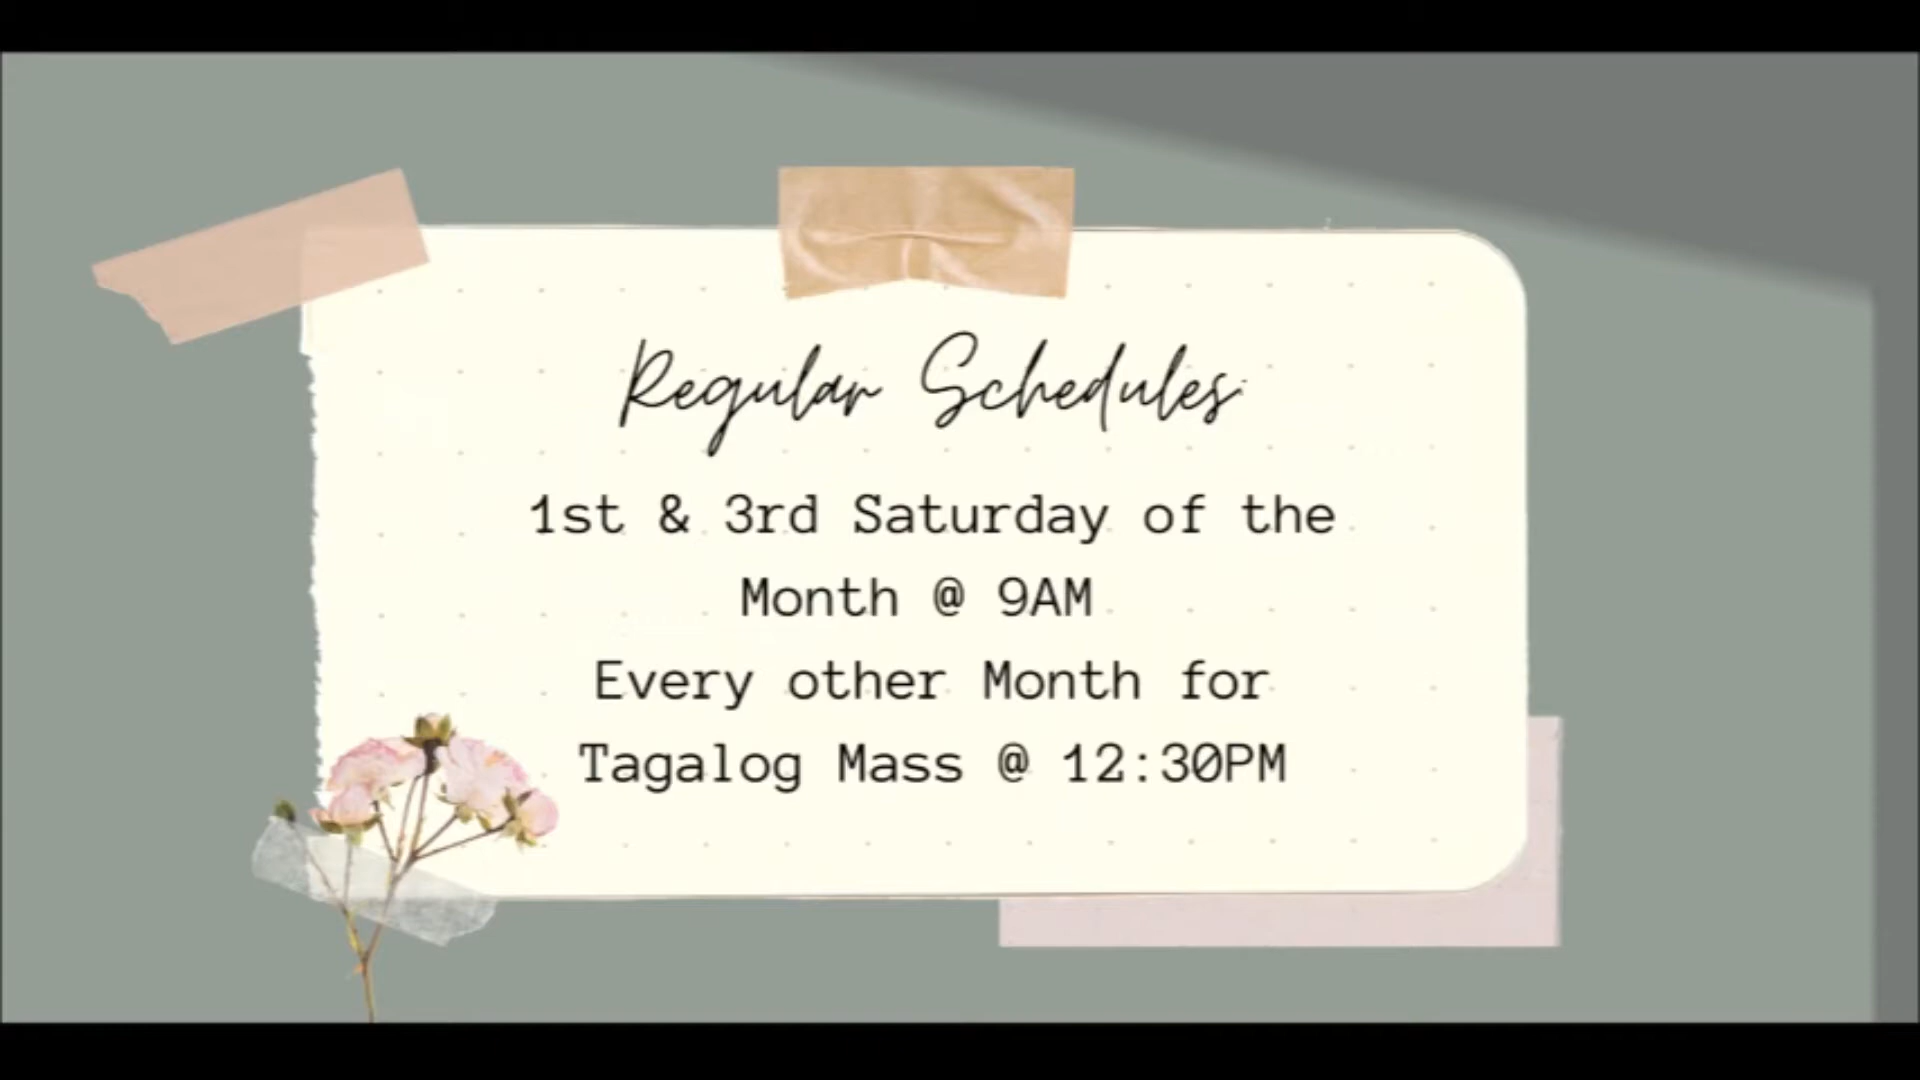 Regular Schedules
1st & 3rd Saturday of the
Month @ 9AM
Every other Month for
Tagalog Mass @ 12:30PM